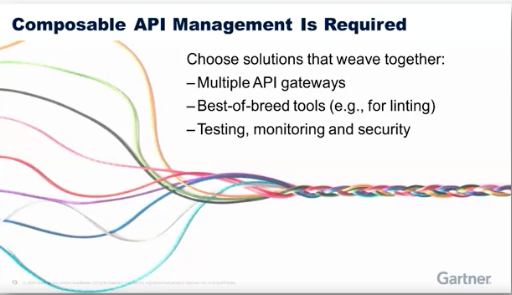 Composable API Management Is Required
Choose solutions that weave together:
–Multiple API gateways
–Best-of-breed tools (e.g., for linting)
–Testing, monitoring and security
Gartner